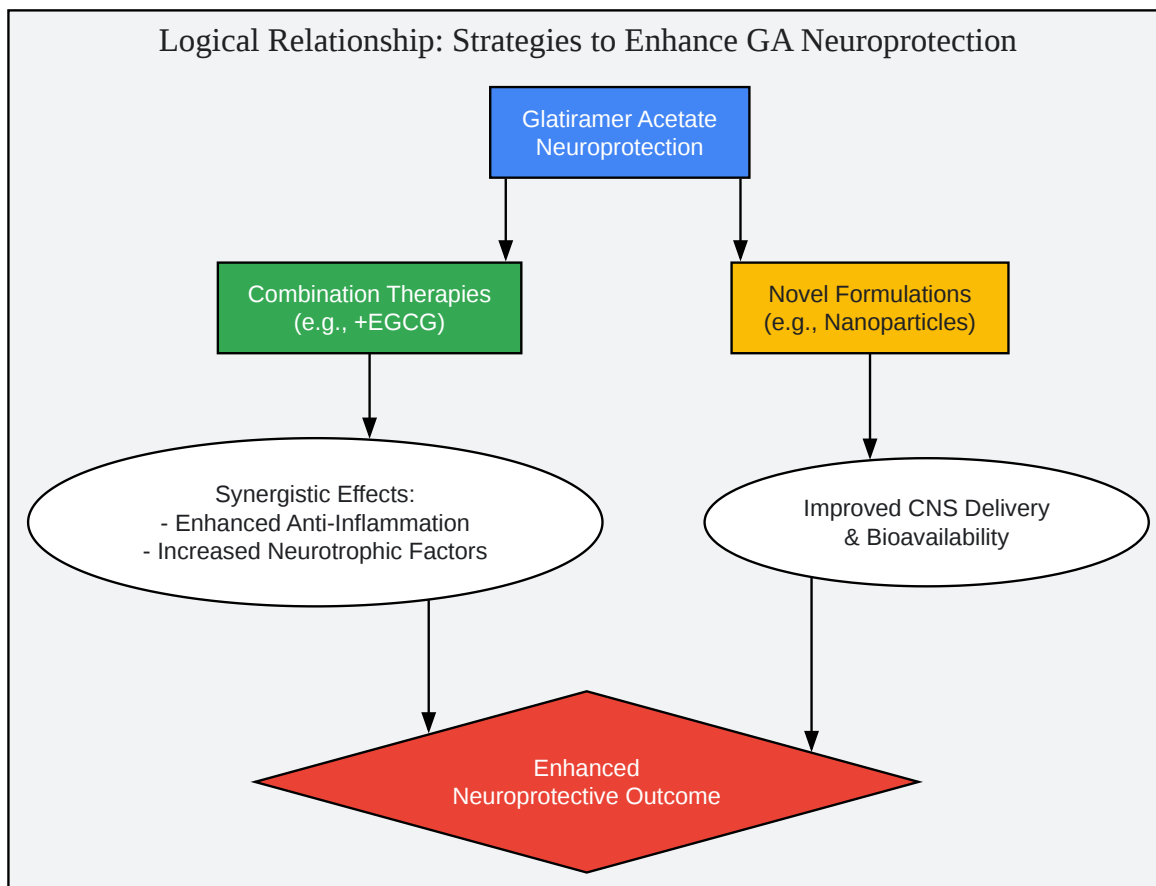 Logical Relationship: Strategies to Enhance GA Neuroprotection
Glatiramer Acetate
Neuroprotection
Combination Therapies
(e.g., +EGCG)
Novel Formulations
(e.g., Nanoparticles)
Synergistic Effects:
- Enhanced Anti-Inflammation
- Increased Neurotrophic Factors
Improved CNS Delivery
& Bioavailability
Enhanced
Neuroprotective Outcome